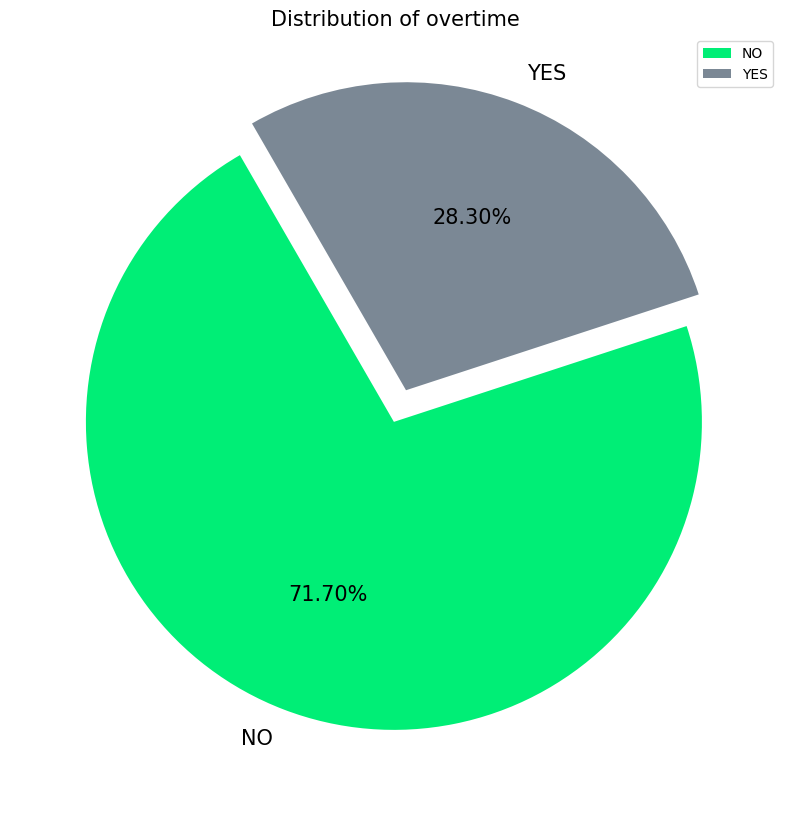 Distribution of overtime
NO
YES
YES
28.30%
71.70%
NO